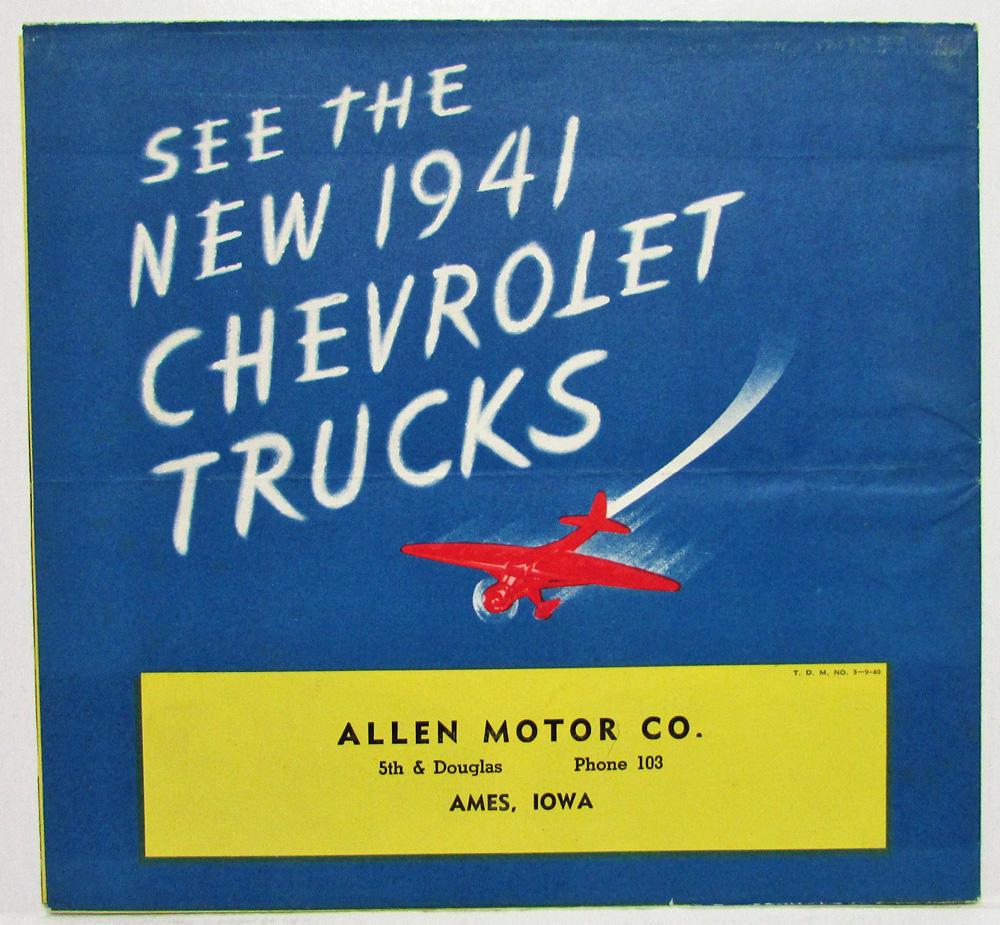 SEE THE
NEW 1941
CHEVROLET
TRUCKS
T. D. M. NO. 3—9-40
ALLEN MOTOR CO.
5th & Douglas Phone 103
AMES, IOWA